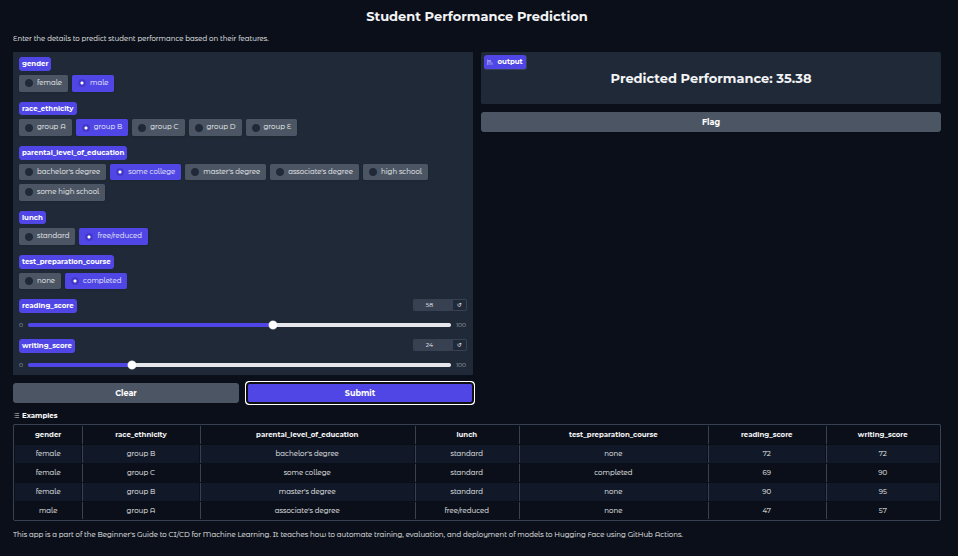 Student Performance Prediction
Enter the details to predict student performance based on their features.
gender
female male
race_ethnicity
group A group B group C group D group E
parental_level_of_education
bachelor's degree some college master's degree associate's degree high school
some high school
lunch
standard free/reduced
test_preparation_course
none completed
reading_score 58
0 100
writing_score 24
0 100
Clear Submit
output
Predicted Performance: 35.38
Flag
Examples
gender race_ethnicity parental_level_of_education lunch test_preparation_course reading_score writing_score
female group B bachelor's degree standard none 72 72
female group C some college standard completed 69 90
female group B master's degree standard none 90 95
male group A associate's degree free/reduced none 47 57
This app is a part of the Beginner's Guide to CI/CD for Machine Learning. It teaches how to automate training, evaluation, and deployment of models to Hugging Face using GitHub Actions.